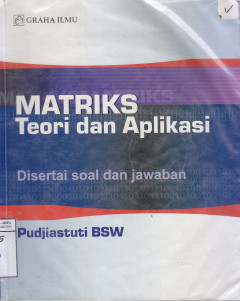 GRAHA ILMU
MATRIKS
Teori dan Aplikasi
Disertai soal dan jawaban
Pudjiastuti BSW